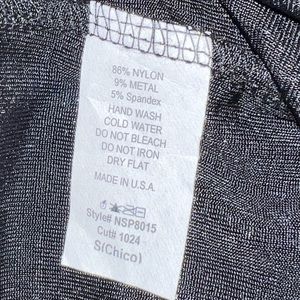 86% NYLON
9% METAL
5% Spandex
HAND WASH
COLD WATER
DO NOT BLEACH
DO NOT IRON
DRY FLAT
MADE IN U.S.A.
Style# NSP8015
Cut# 1024
S(Chico)